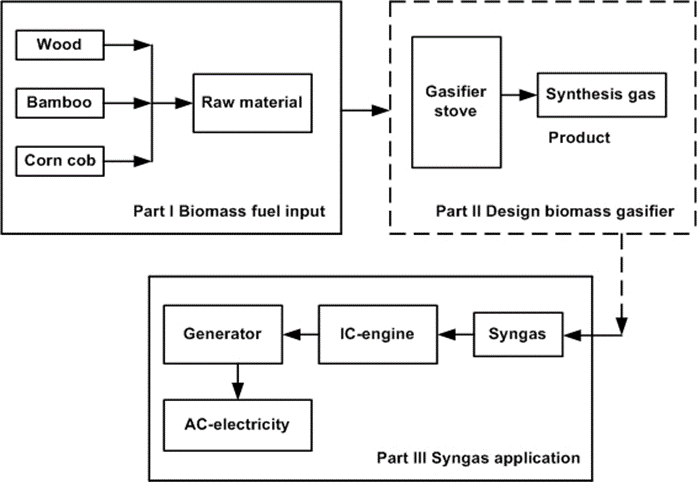 Wood
Bamboo
Corn cob
Raw material
Part I Biomass fuel input
Gasifier
stove
Synthesis gas
Product
Part II Design biomass gasifier
Generator
IC-engine
Syngas
AC-electricity
Part III Syngas application